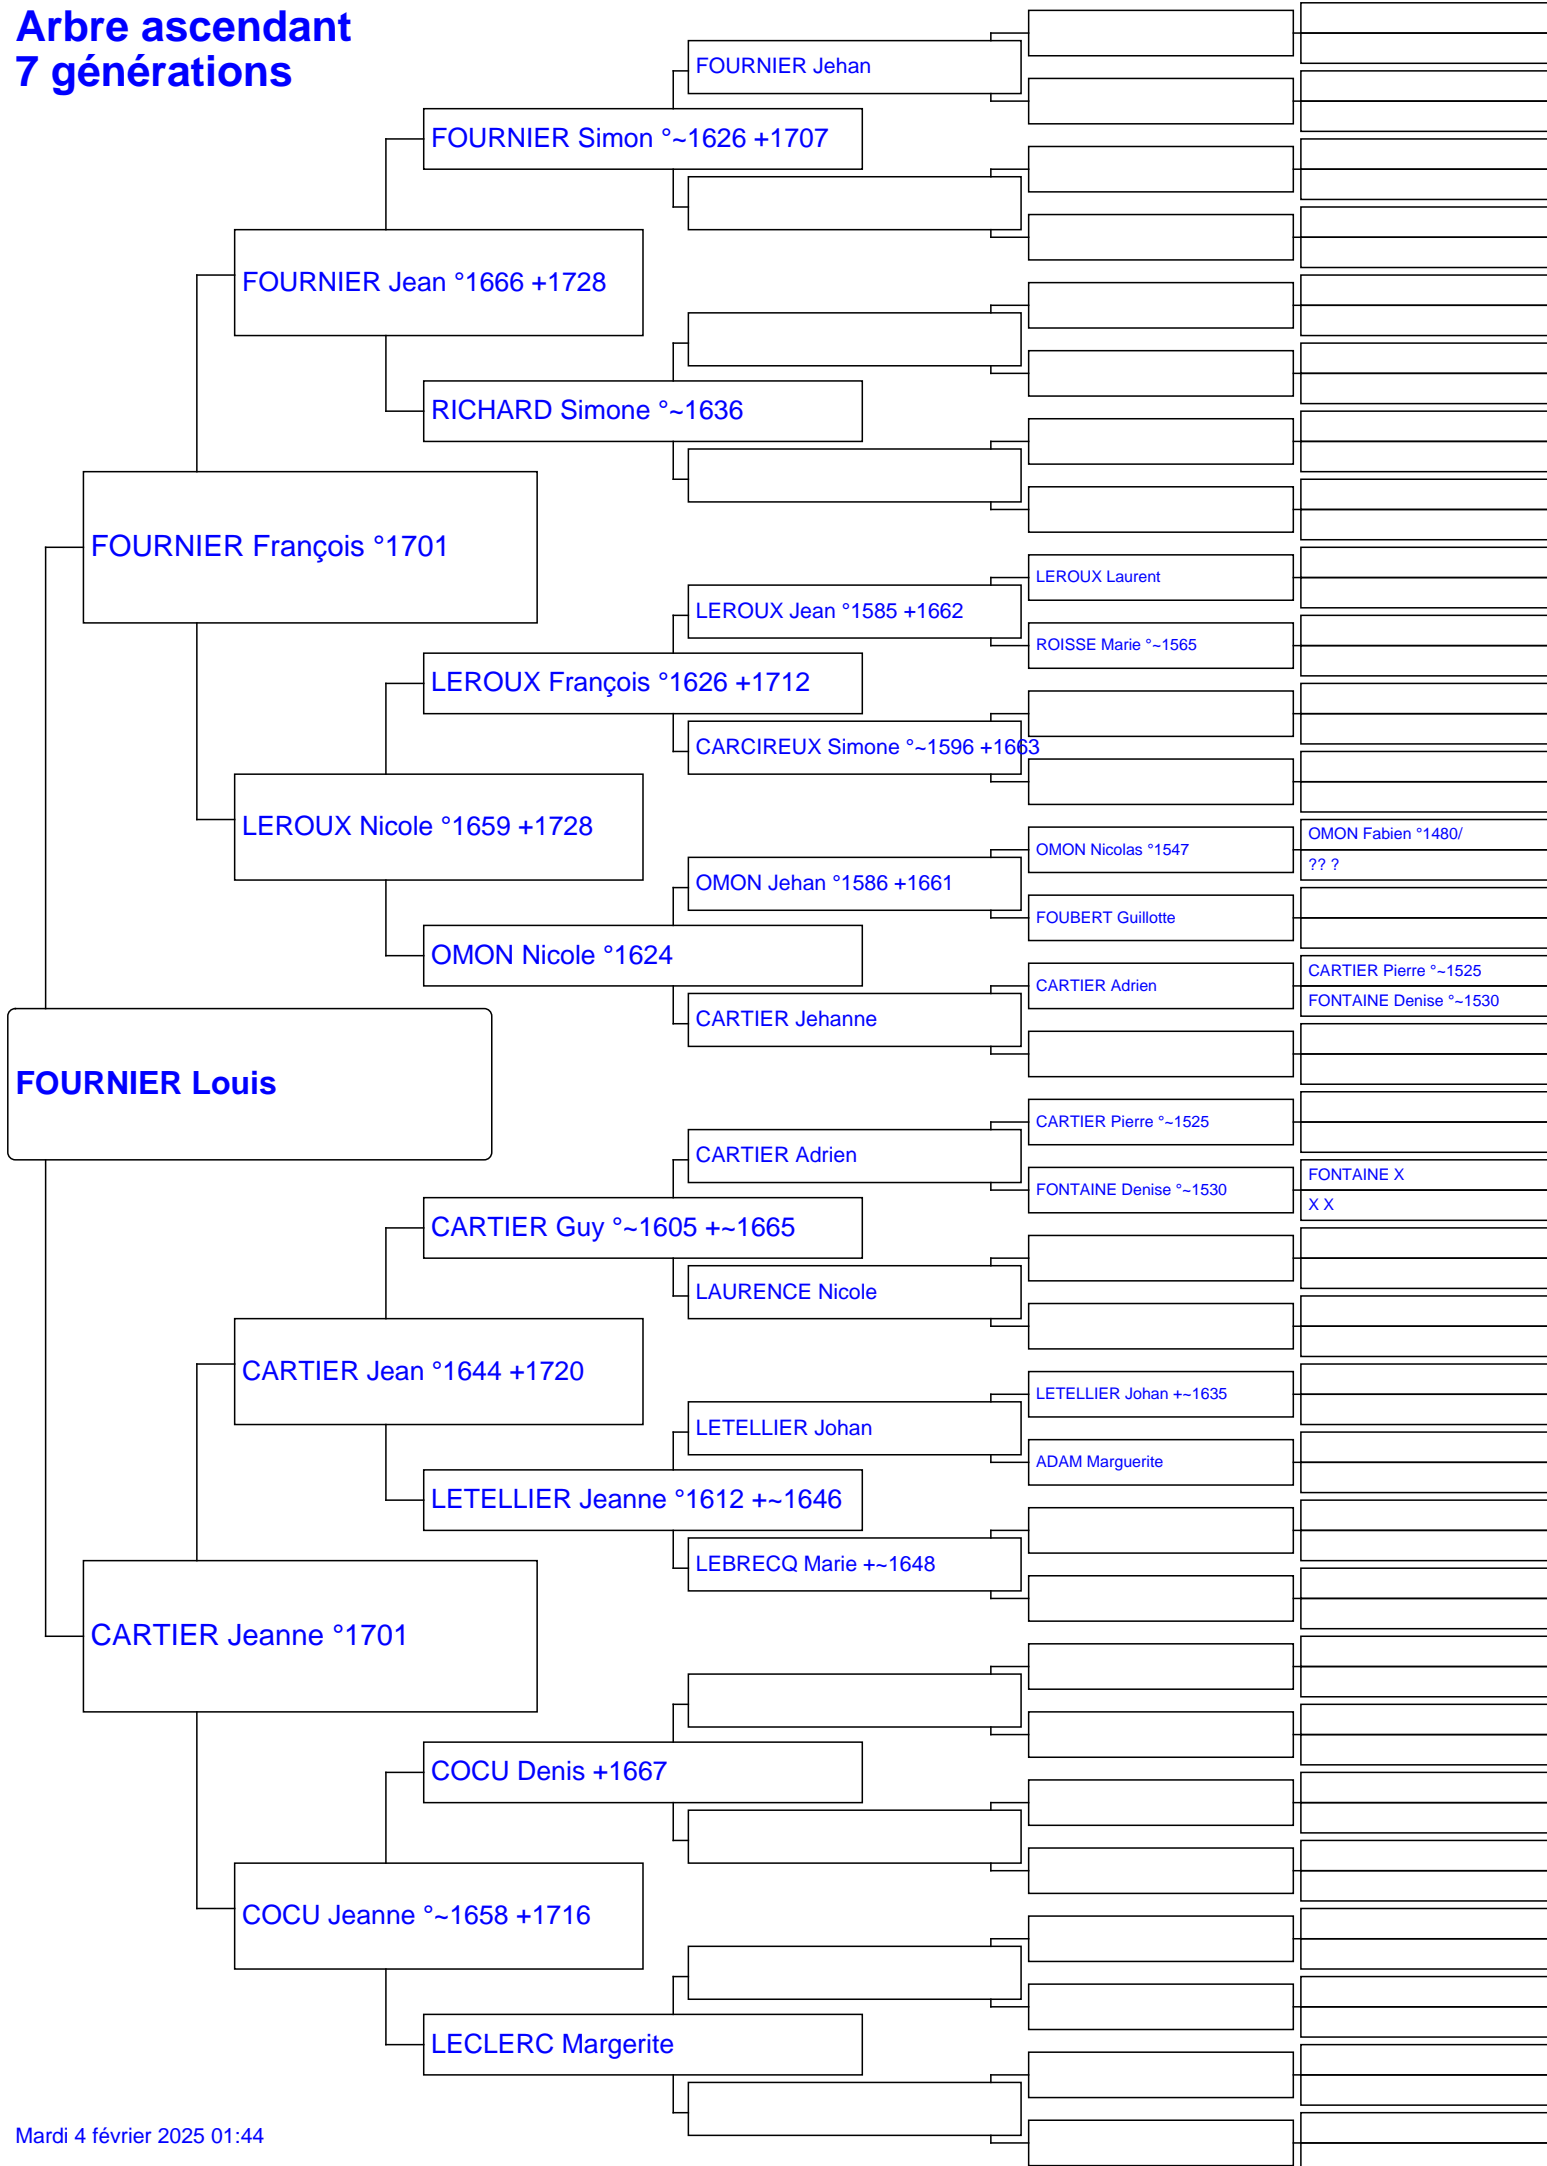 Arbre ascendant
7 générations
FOURNIER Jehan
FOURNIER Simon °~1626 +1707
FOURNIER Jean °1666 +1728
RICHARD Simone °~1636
FOURNIER François °1701
LEROUX Laurent
LEROUX Jean °1585 +1662
ROISSE Marie °~1565
LEROUX François °1626 +1712
CARCIREUX Simone °~1596 +1663
LEROUX Nicole °1659 +1728
OMON Fabien °1480/
OMON Nicolas °1547
?? ?
OMON Jehan °1586 +1661
FOUBERT Guillotte
OMON Nicole °1624
CARTIER Pierre °~1525
CARTIER Adrien
FONTAINE Denise °~1530
CARTIER Jehanne
FOURNIER Louis
CARTIER Pierre °~1525
CARTIER Adrien
FONTAINE X
FONTAINE Denise °~1530
X X
CARTIER Guy °~1605 +~1665
LAURENCE Nicole
CARTIER Jean °1644 +1720
LETELLIER Johan +~1635
LETELLIER Johan
ADAM Marguerite
LETELLIER Jeanne °1612 +~1646
LEBRECQ Marie +~1648
CARTIER Jeanne °1701
COCU Denis +1667
COCU Jeanne °~1658 +1716
LECLERC Margerite
Mardi 4 février 2025 01:44